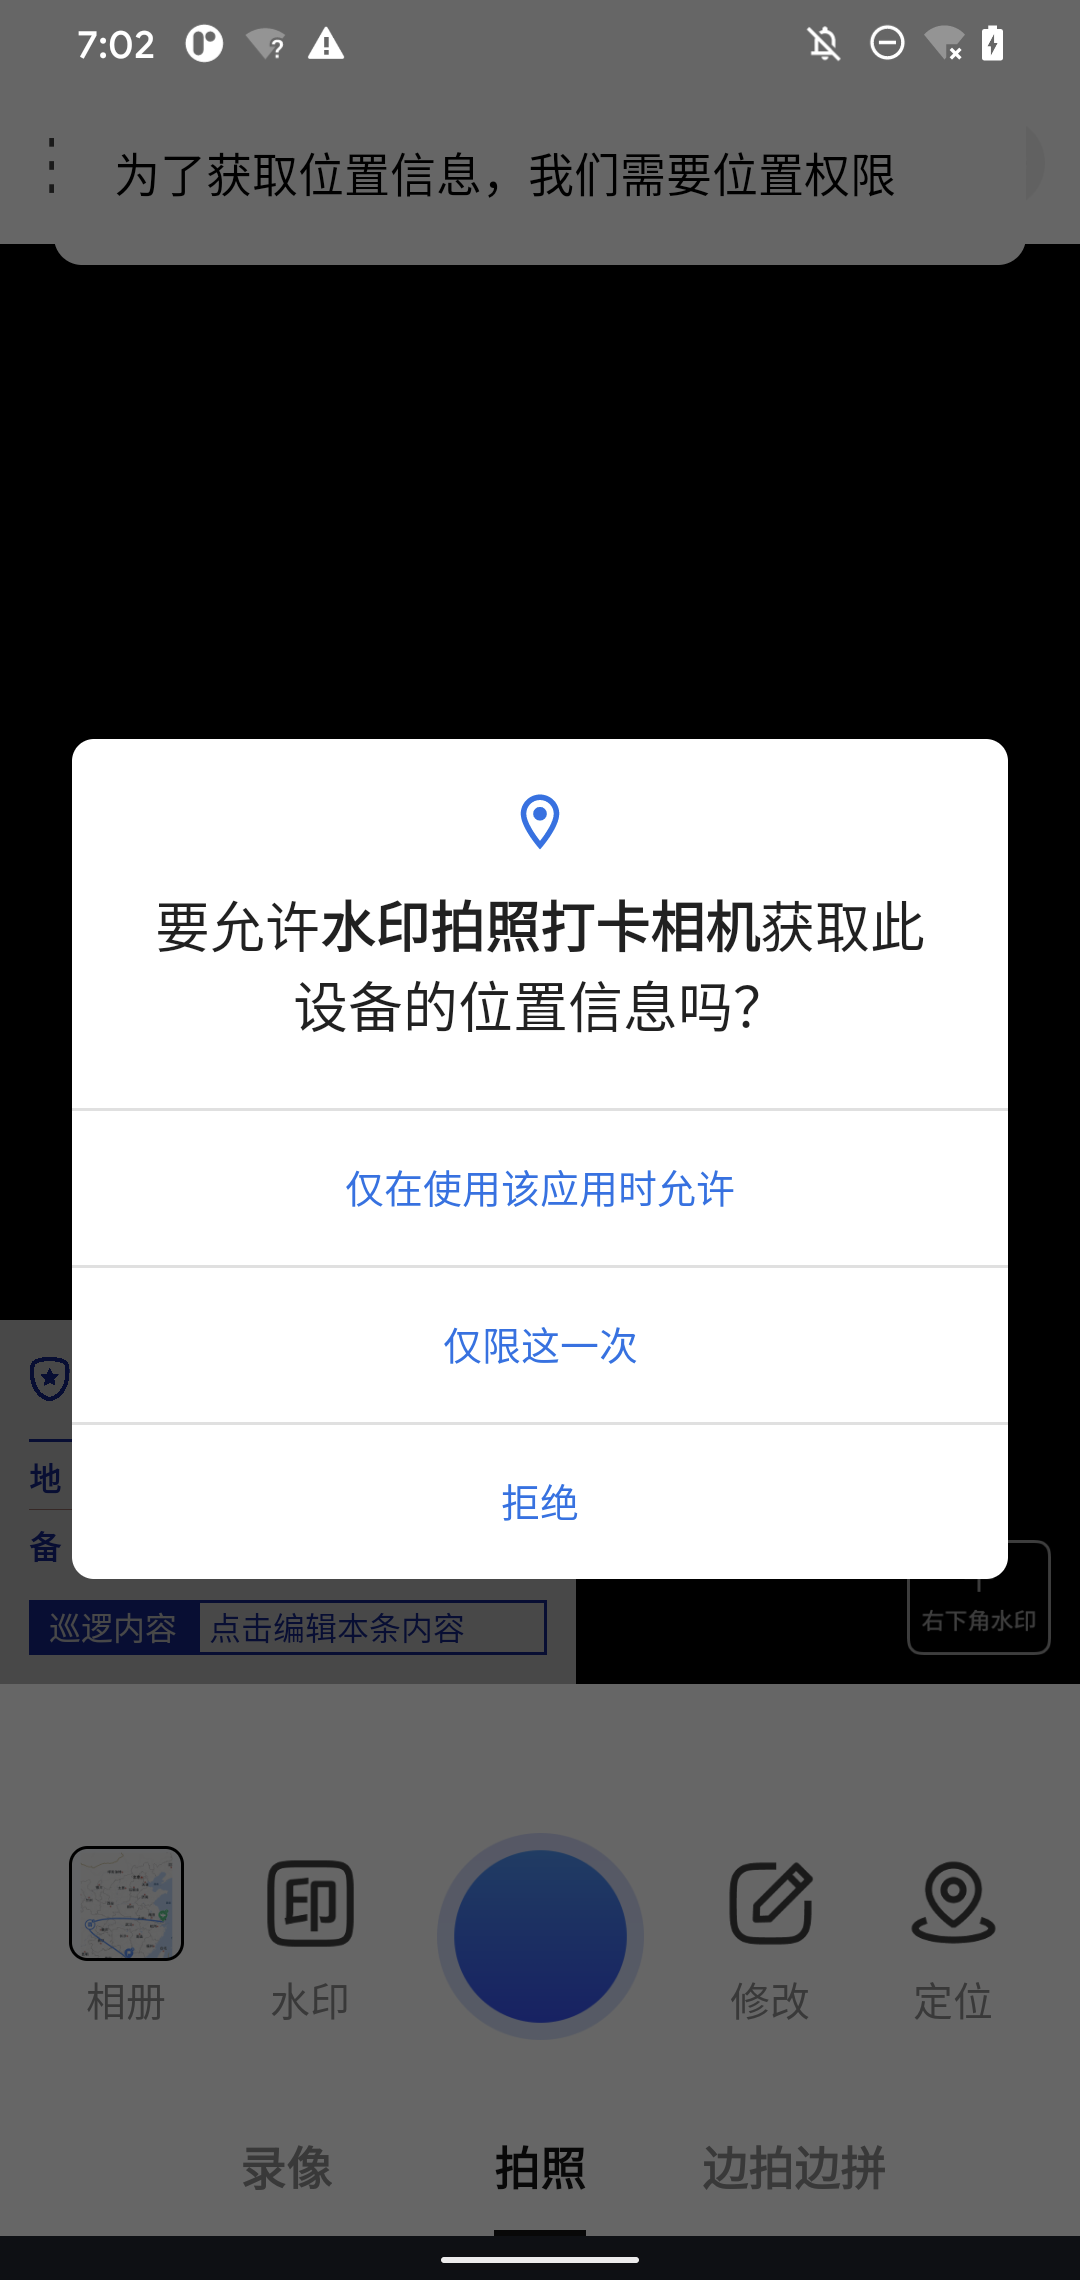 7:02
为了获取位置信息，我们需要位置权限
要允许水印拍照打卡相机获取此
设备的位置信息吗？
仅在使用该应用时允许
仅限这一次
拒绝
地
备
巡逻内容 点击编辑本条内容
右下角水印
印
相册 水印 修改 定位
录像 拍照 边拍边拼